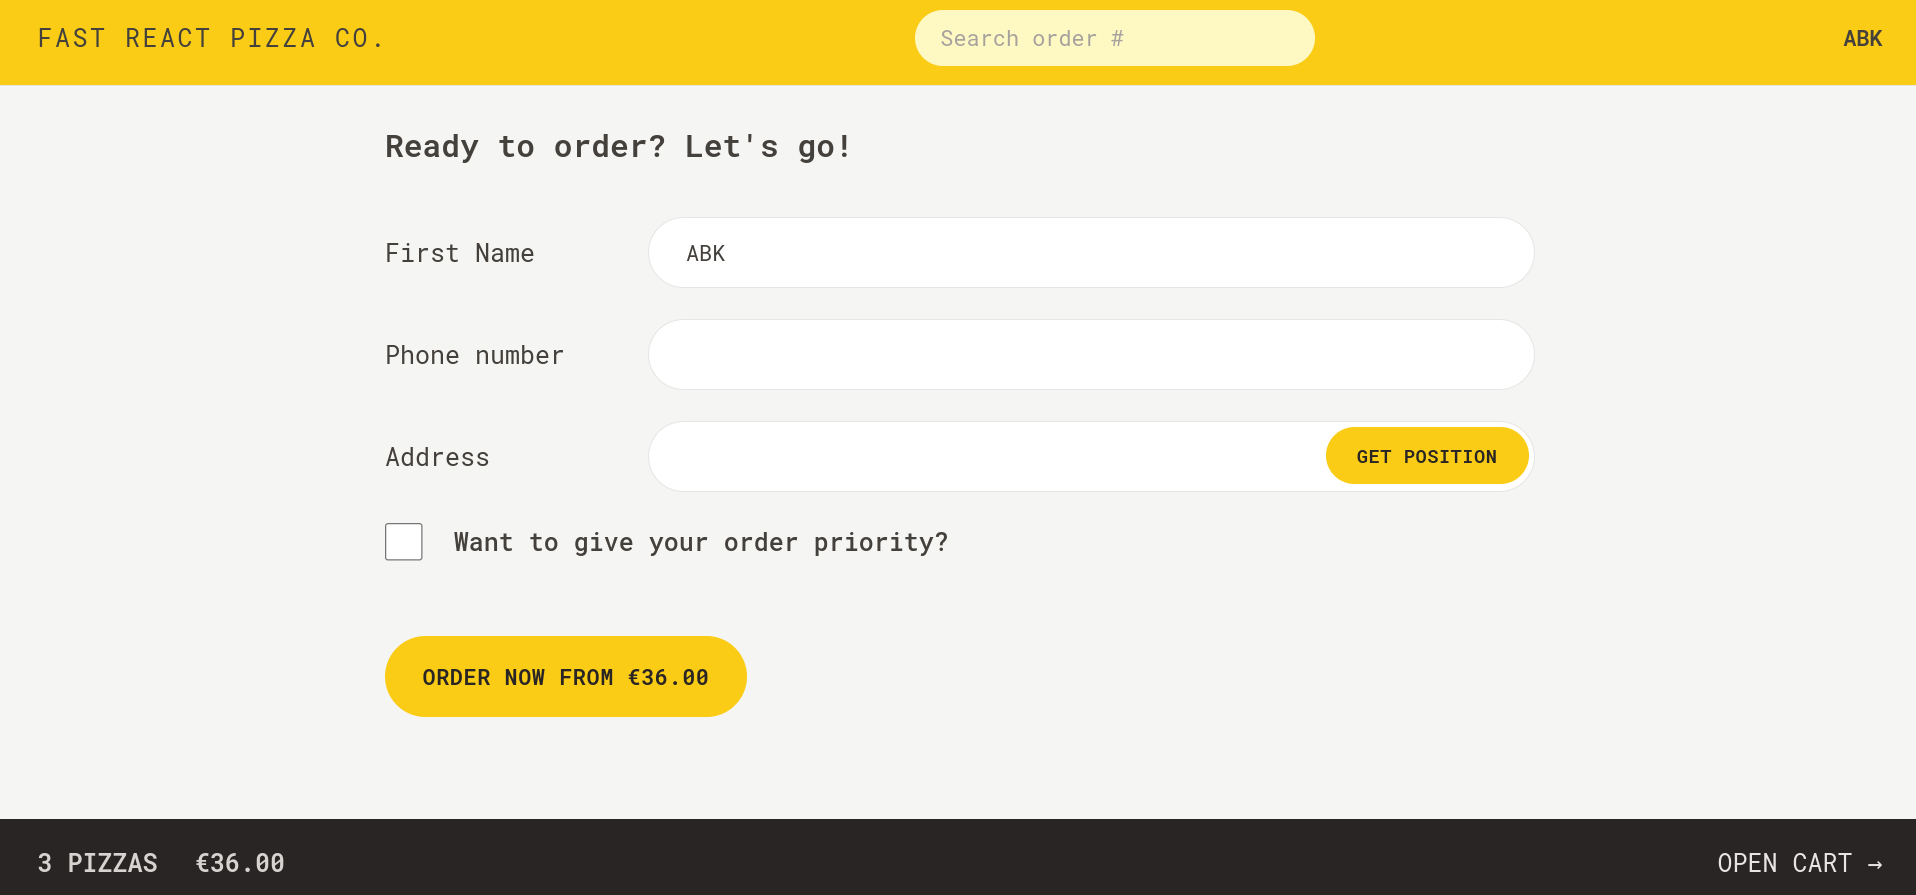 FAST REACT PIZZA CO.
Search order #
ABK
Ready to order? Let's go!
First Name
ABK
Phone number
Address
GET POSITION
Want to give your order priority?
ORDER NOW FROM €36.00
3 PIZZAS €36.00
OPEN CART →